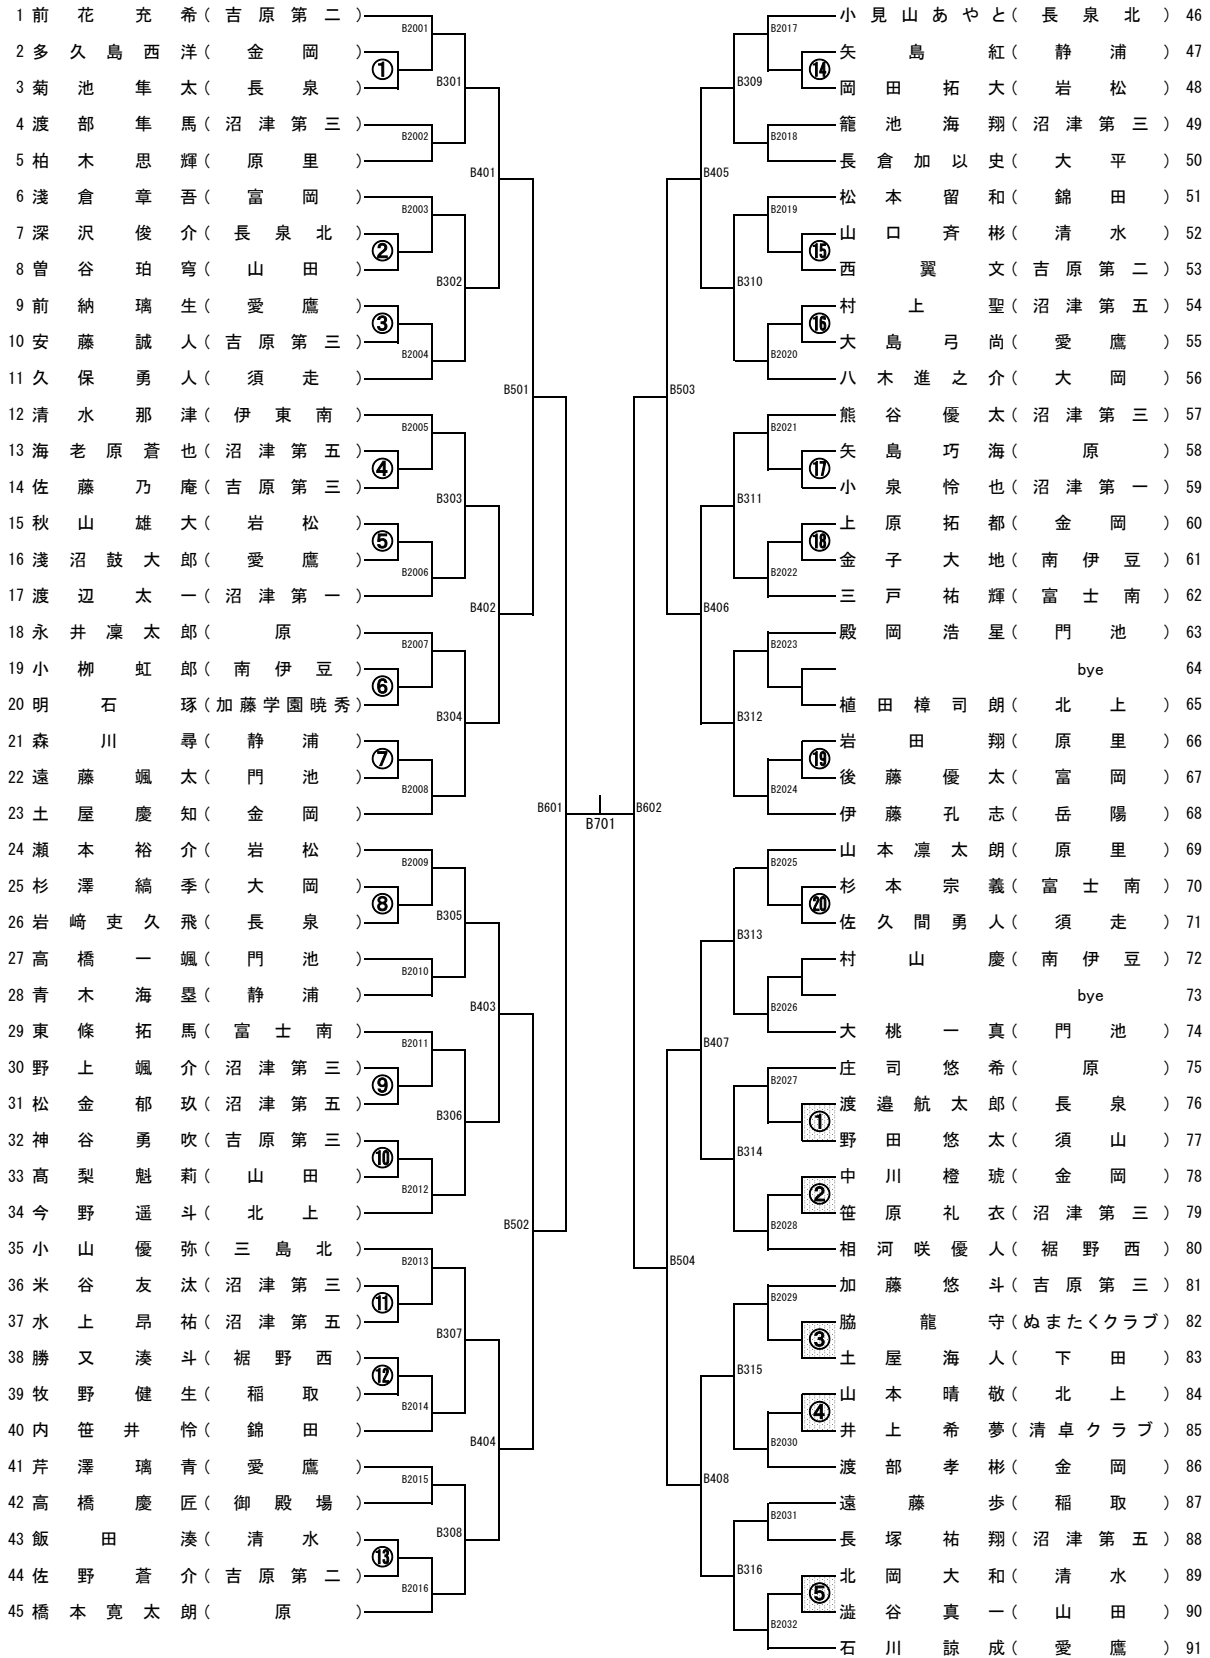 1 前花充希(吉原第二)
2 多久島西洋(金岡)
3 菊池隼太(長泉)
4 渡部隼馬(沼津第三)
5 柏木思輝(原里)
6 淺倉章吾(富岡)
7 深沢俊介(長泉北)
8 曽谷珀穹(山田)
9 前納璃生(愛鷹)
10 安藤誠人(吉原第三)
11 久保勇人(須走)
12 清水那津(伊東南)
13 海老原蒼也(沼津第五)
14 佐藤乃庵(吉原第三)
15 秋山雄大(岩松)
16 淺沼鼓大郎(愛鷹)
17 渡辺太一(沼津第一)
18 永井凜太郎(原)
19 小栁虹郎(南伊豆)
20 明石琢(加藤学園暁秀)
21 森川尋(静浦)
22 遠藤颯太(門池)
23 土屋慶知(金岡)
24 瀬本裕介(岩松)
25 杉澤縞季(大岡)
26 岩﨑吏久飛(長泉)
27 高橋一颯(門池)
28 青木海塁(静浦)
29 東條拓馬(富士南)
30 野上颯介(沼津第三)
31 松金郁玖(沼津第五)
32 神谷勇吹(吉原第三)
33 髙梨魁莉(山田)
34 今野遥斗(北上)
35 小山優弥(三島北)
36 米谷友汰(沼津第三)
37 水上昂祐(沼津第五)
38 勝又湊斗(裾野西)
39 牧野健生(稲取)
40 内笹井怜(錦田)
41 芹澤璃青(愛鷹)
42 高橋慶匠(御殿場)
43 飯田湊(清水)
44 佐野蒼介(吉原第二)
45 橋本寛太朗(原)
B2001
①
B301
B2002
B401
B2003
②
B302
③
B2004
B501
B2005
④
B303
⑤
B2006
B402
B2007
⑥
B304
⑦
B2008
B601
B2009
⑧
B305
B2010
B403
B2011
⑨
B306
⑩
B2012
B502
B2013
⑪
B307
⑫
B2014
B404
B2015
B308
⑬
B2016
B701
B602
B2017
⑭
B309
B2018
B405
B2019
⑮
B310
⑯
B2020
B503
B2021
⑰
B311
⑱
B2022
B406
B2023
B312
⑲
B2024
B2025
⑳
B313
B2026
B407
B2027
①
B314
②
B2028
B504
B2029
③
B315
④
B2030
B408
B2031
B316
⑤
B2032
小見山あやと(長泉北) 46
矢島紅(静浦) 47
岡田拓大(岩松) 48
籠池海翔(沼津第三) 49
長倉加以史(大平) 50
松本留和(錦田) 51
山口斉彬(清水) 52
西翼文(吉原第二) 53
村上聖(沼津第五) 54
大島弓尚(愛鷹) 55
八木進之介(大岡) 56
熊谷優太(沼津第三) 57
矢島巧海(原) 58
小泉怜也(沼津第一) 59
上原拓都(金岡) 60
金子大地(南伊豆) 61
三戸祐輝(富士南) 62
殿岡浩星(門池) 63
bye 64
植田樟司朗(北上) 65
岩田翔(原里) 66
後藤優太(富岡) 67
伊藤孔志(岳陽) 68
山本凛太朗(原里) 69
杉本宗義(富士南) 70
佐久間勇人(須走) 71
村山慶(南伊豆) 72
bye 73
大桃一真(門池) 74
庄司悠希(原) 75
渡邉航太郎(長泉) 76
野田悠太(須山) 77
中川橙琥(金岡) 78
笹原礼衣(沼津第三) 79
相河咲優人(裾野西) 80
加藤悠斗(吉原第三) 81
脇龍守(ぬまたくクラブ) 82
土屋海人(下田) 83
山本晴敬(北上) 84
井上希夢(清卓クラブ) 85
渡部孝彬(金岡) 86
遠藤歩(稲取) 87
長塚祐翔(沼津第五) 88
北岡大和(清水) 89
澁谷真一(山田) 90
石川諒成(愛鷹) 91